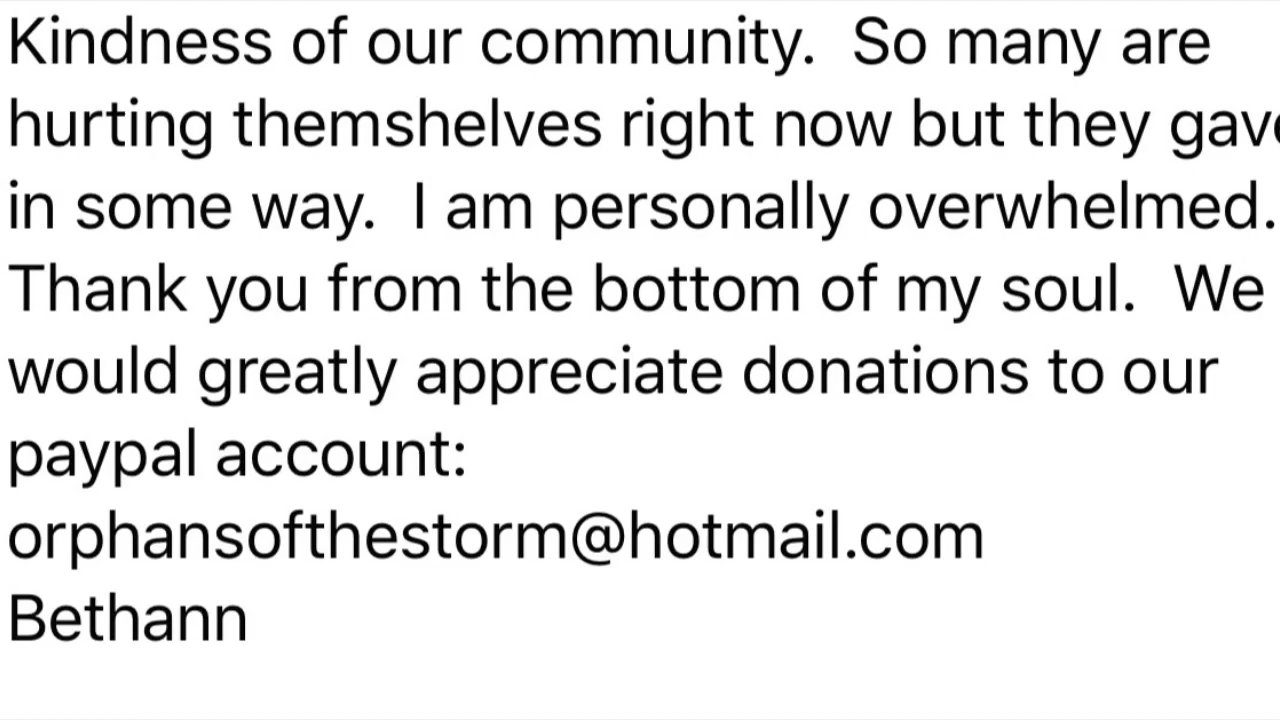 Kindness of our community.  So many are
hurting themshelves right now but they gave
in some way.  I am personally overwhelmed.
Thank you from the bottom of my soul.  We
would greatly appreciate donations to our
paypal account:
orphansofthestorm@hotmail.com
Bethann